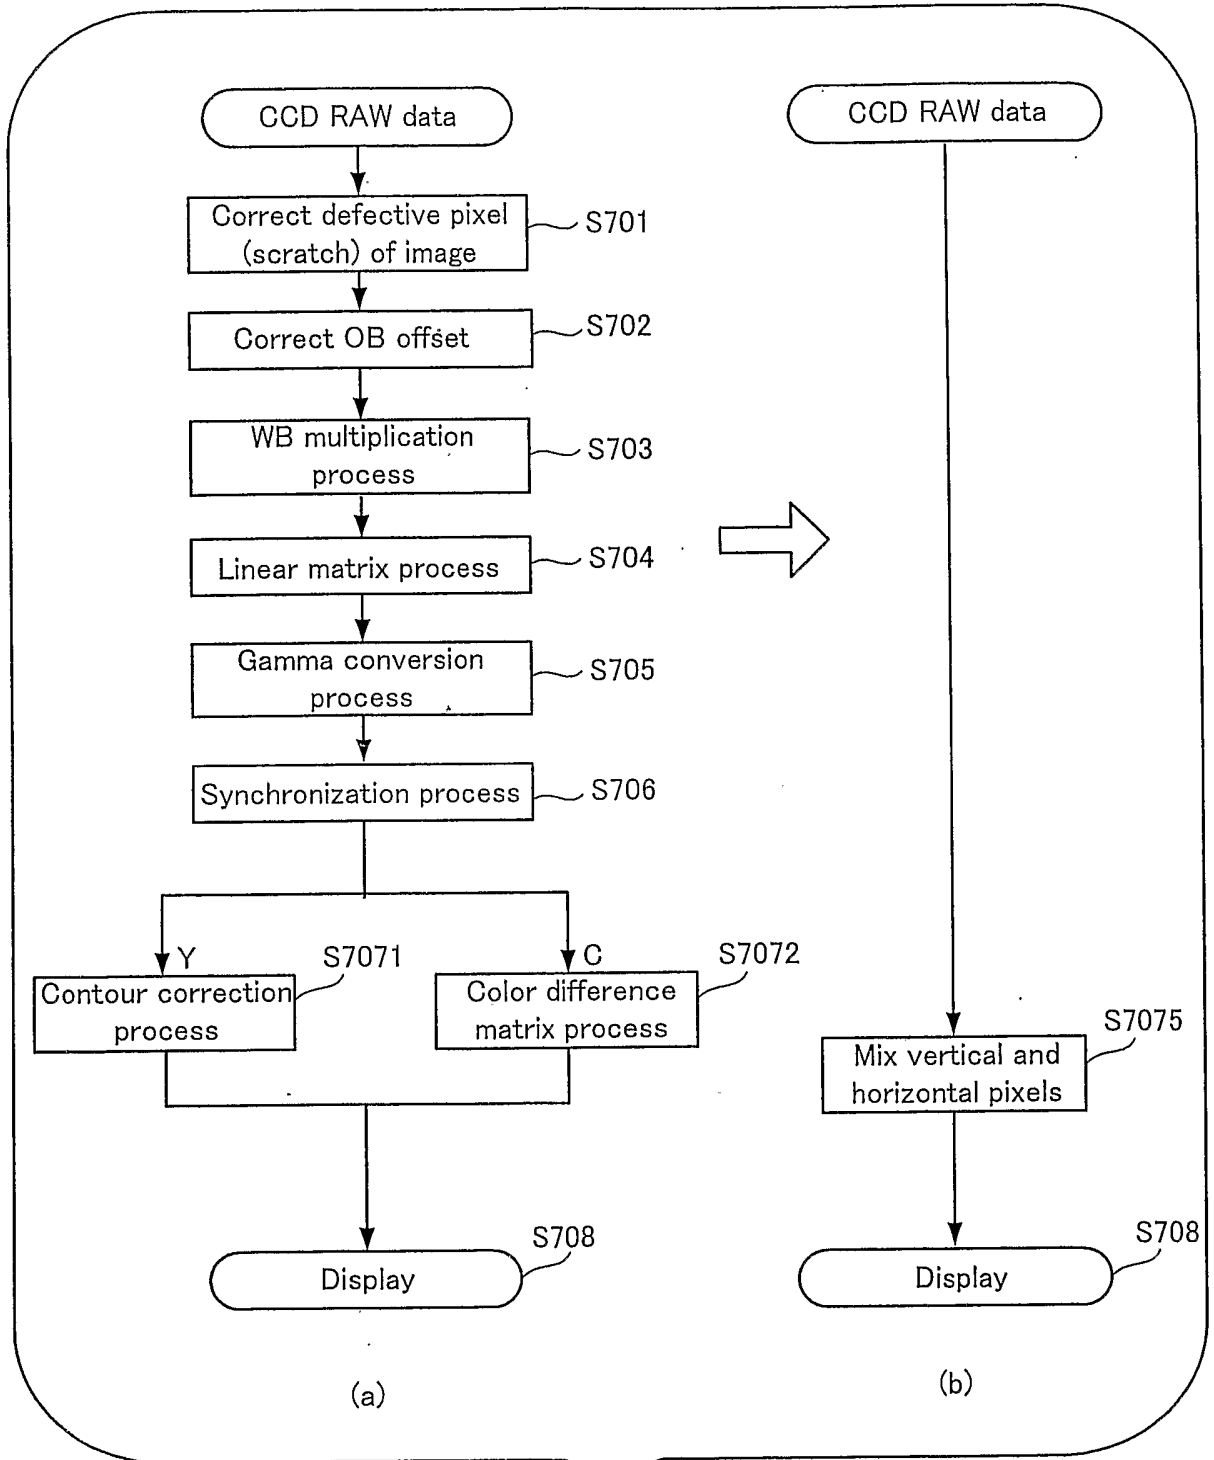 CCD RAW data
Correct defective pixel
(scratch) of image
S701
Correct OB offset
S702
WB multiplication
process
S703
Linear matrix process
S704
Gamma conversion
process
S705
Synchronization process
S706
Y
S7071
Contour correction
process
C
S7072
Color difference
matrix process
S708
Display
(a)
CCD RAW data
S7075
Mix vertical and
horizontal pixels
S708
Display
(b)